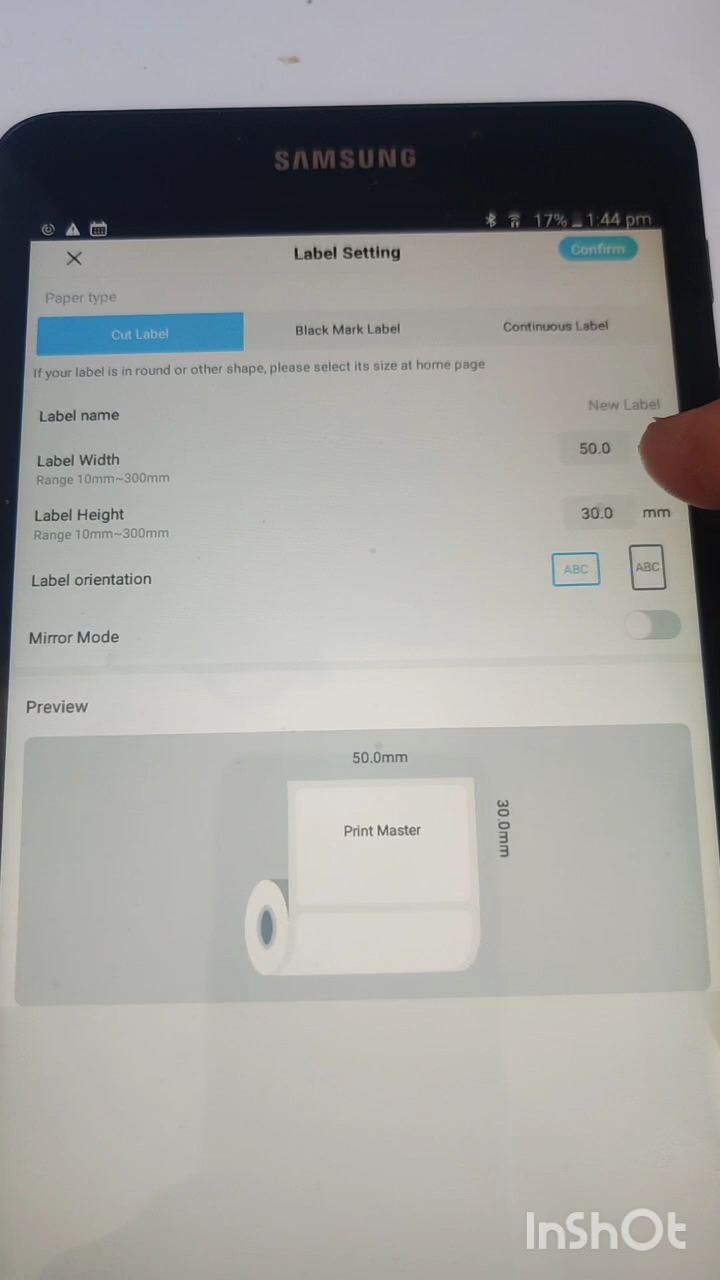 SAMSUNG
17% 1:44 pm
Label Setting
Confirm
Paper type
Cut Label
Black Mark Label
Continuous Label
If your label is in round or other shape, please select its size at home page
Label name
New Label
Label Width
50.0
Range 10mm~300mm
Label Height
30.0 mm
Range 10mm~300mm
Label orientation
ABC
ABC
Mirror Mode
Preview
50.0mm
Print Master
30.0mm
InShOt